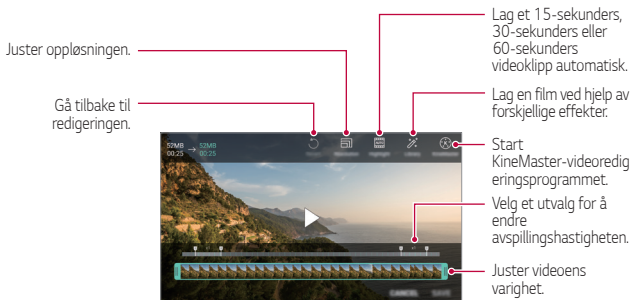 Juster oppløsningen.
Gå tilbake til
redigeringen.
Lag et 15-sekunders,
30-sekunders eller
60-sekunders
videoklipp automatisk.
Lag en film ved hjelp av
forskjellige effekter.
Start
KineMaster-videoredig
eringsprogrammet.
Velg et utvalg for å
endre
avspillingshastigheten.
Juster videoens
varighet.
52MB → 52MB
00:25 00:25
CANCEL SAVE